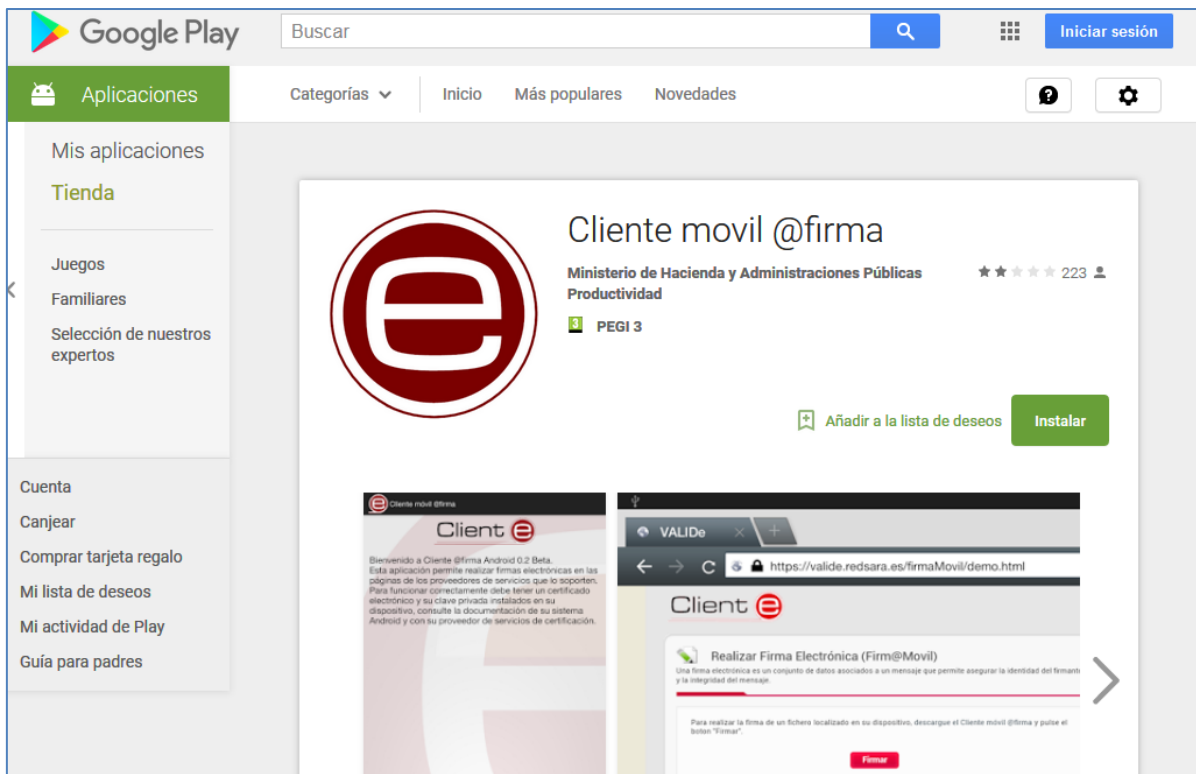 Google Play
Buscar
Iniciar sesión
Aplicaciones
Categorías
Inicio
Más populares
Novedades
Mis aplicaciones
Tienda
Juegos
Familiares
Selección de nuestros
expertos
Cuenta
Canjear
Comprar tarjeta regalo
Mi lista de deseos
Mi actividad de Play
Guía para padres
Cliente movil @firma
Ministerio de Hacienda y Administraciones Públicas
223
Productividad
3 PEGI 3
Añadir a la lista de deseos
Instalar
Cliente móvil @firma
Client e
Bienvenido a Cliente @firma Android 0.2 Beta.
Esta aplicación permite realizar firmas electrónicas en las
páginas de los proveedores de servicios que lo soporten.
Para funcionar correctamente debe tener un certificado
electrónico y su clave privada instalados en su
dispositivo, consulte la documentación de su sistema
Android y con su proveedor de servicios de certificación.
VALIDe
https://valide.redsara.es/firmaMovil/demo.html
Client e
Realizar Firma Electrónica (Firm@Movil)
Una firma electrónica es un conjunto de datos asociados a un mensaje que permite asegurar la identidad del firmante
y la integridad del mensaje.
Para realizar la firma de un fichero localizado en su dispositivo, descargue el Cliente móvil @firma y pulse el
boton "Firmar".
Firmar